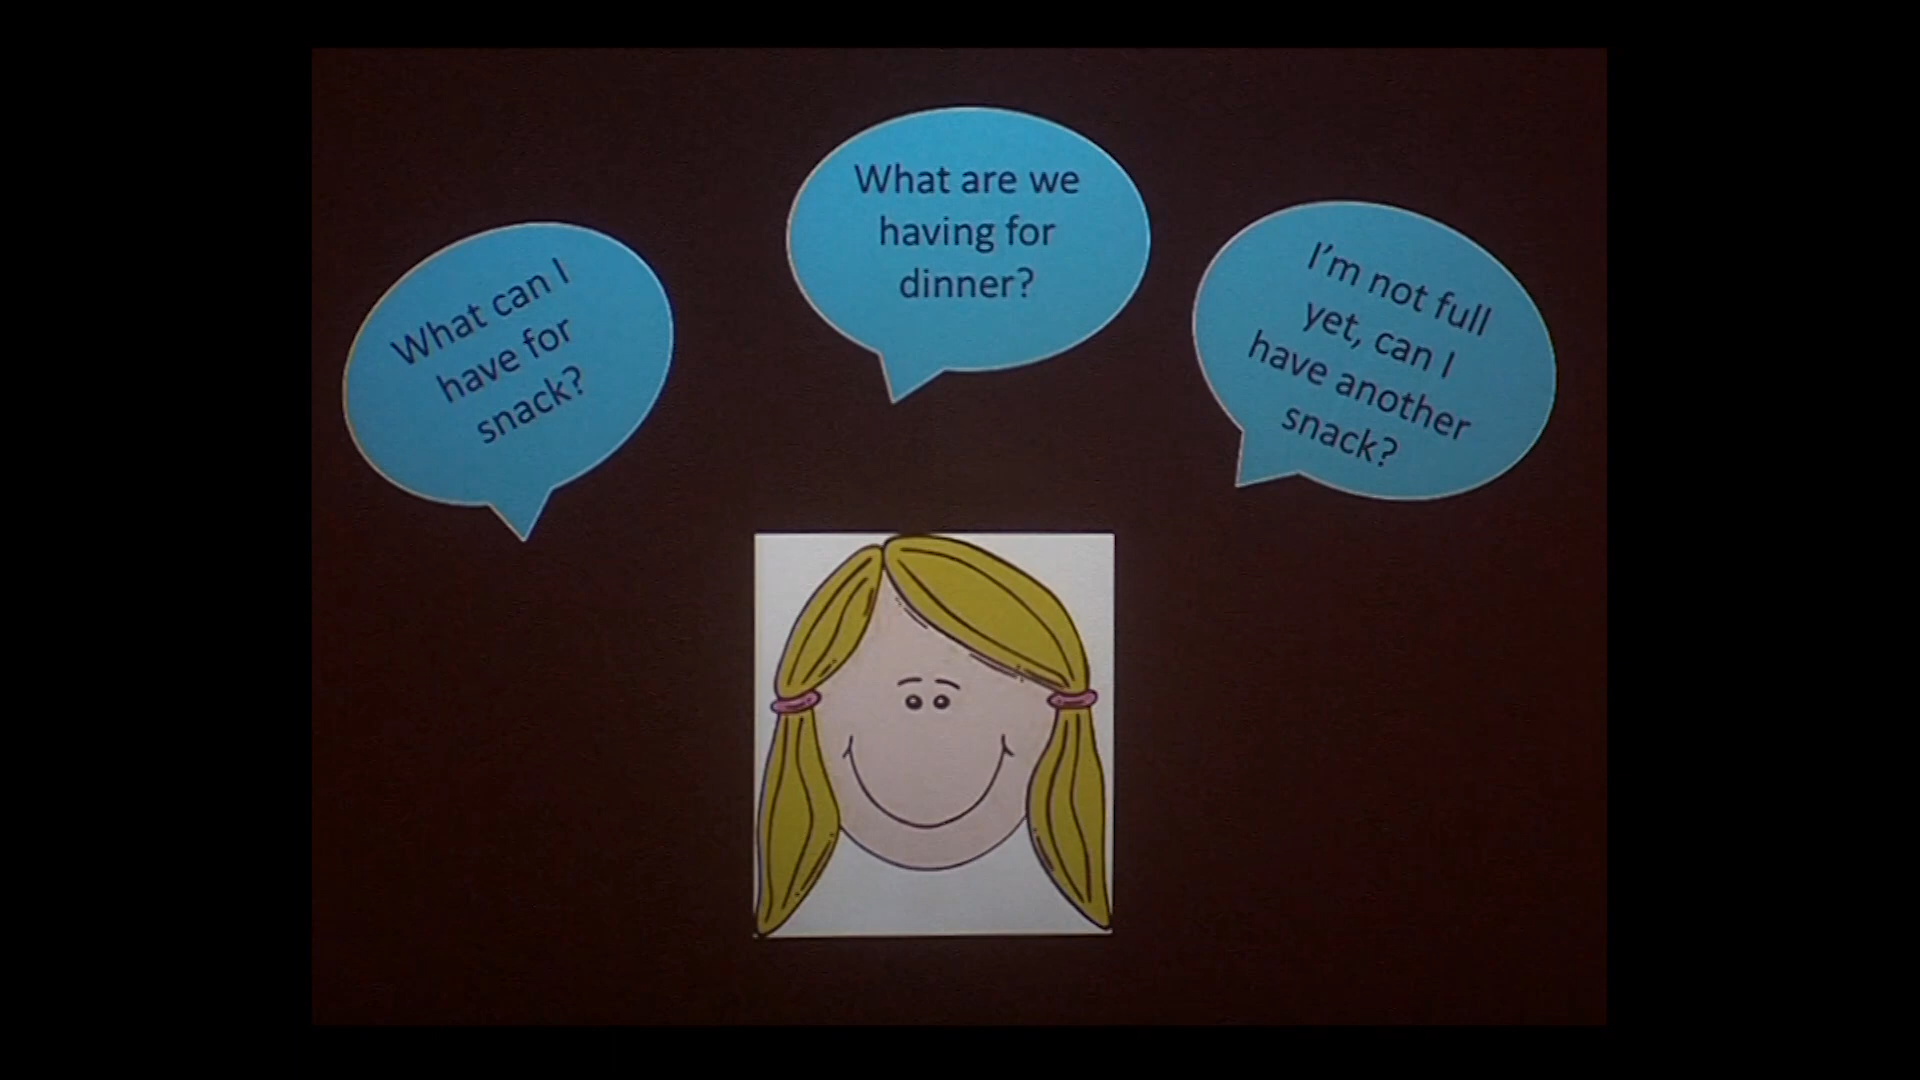 What can I
have for
snack?
What are we
having for
dinner?
I'm not full
yet, can I
have another
snack?